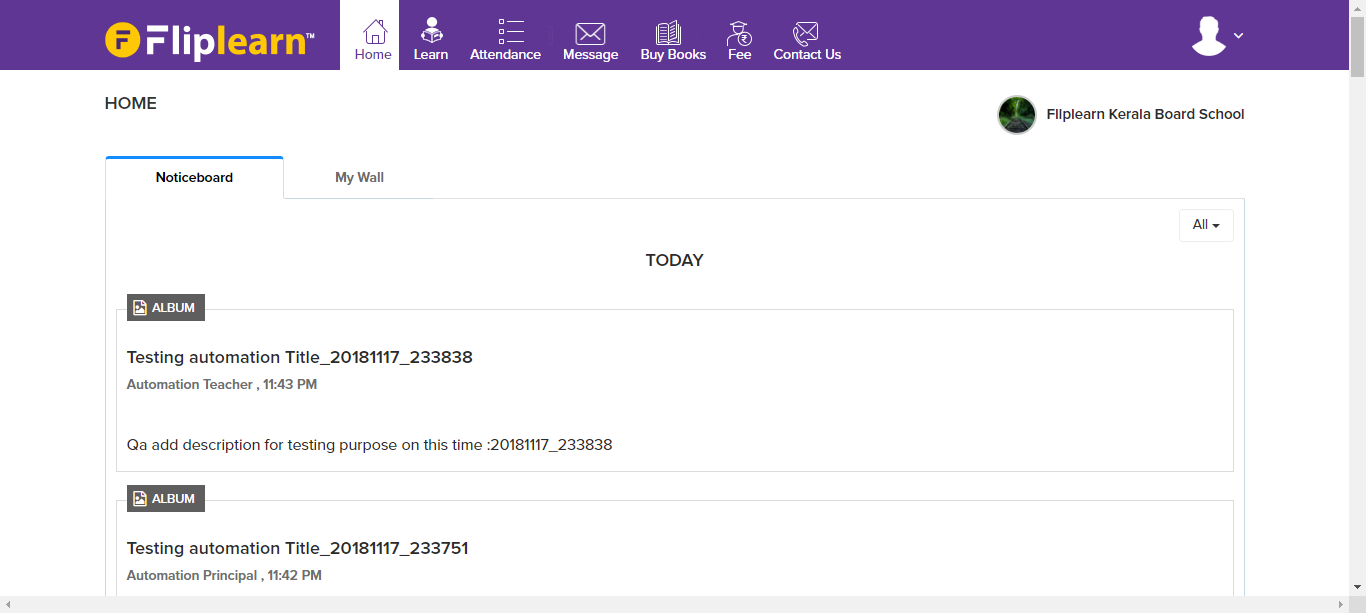 Fliplearn™
Home
Learn
Attendance
Message
Buy Books
Fee
Contact Us
HOME
Fliplearn Kerala Board School
Noticeboard
My Wall
All
TODAY
ALBUM
Testing automation Title_20181117_233838
Automation Teacher , 11:43 PM
Qa add description for testing purpose on this time :20181117_233838
ALBUM
Testing automation Title_20181117_233751
Automation Principal , 11:42 PM